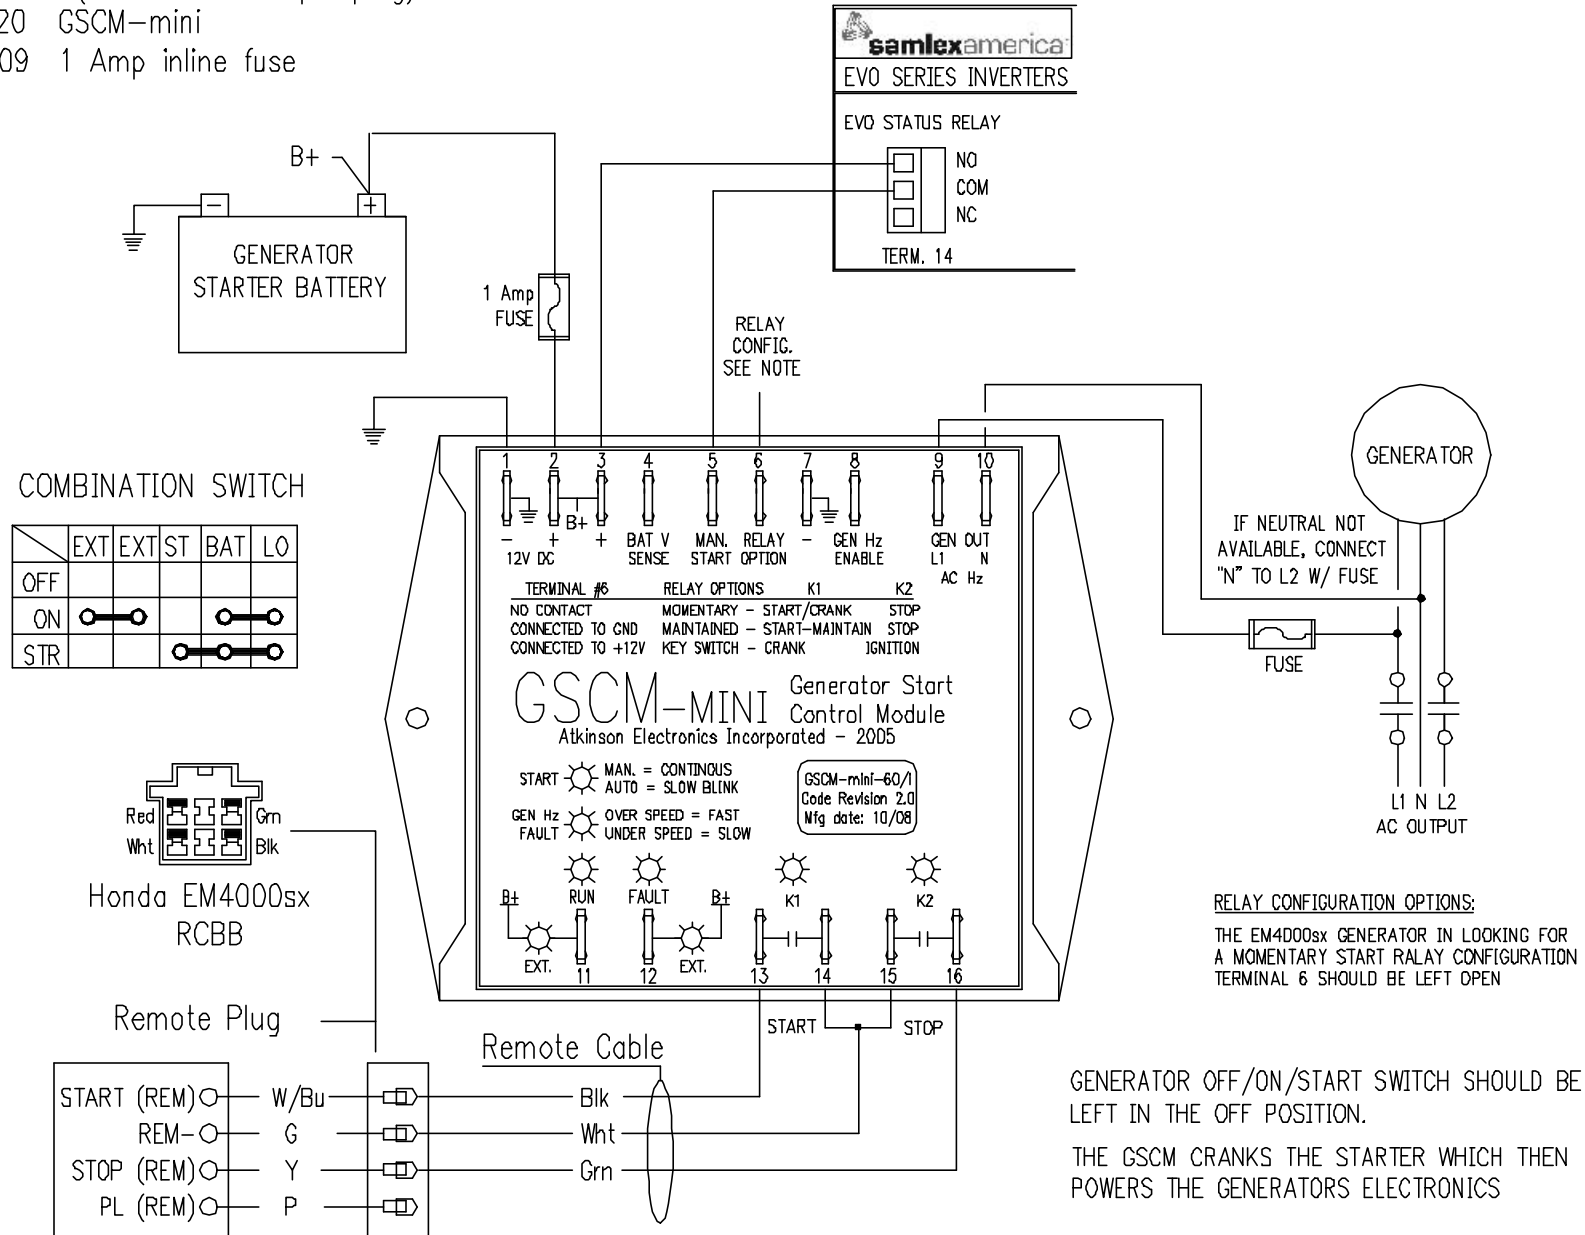 20 GSCM-mini
09 1 Amp inline fuse
samlexamerica
EVO SERIES INVERTERS
EVO STATUS RELAY
NO
COM
NC
TERM. 14
B+
-
+
GENERATOR
STARTER BATTERY
1 Amp
FUSE
RELAY
CONFIG.
SEE NOTE
GENERATOR
IF NEUTRAL NOT
AVAILABLE, CONNECT
"N" TO L2 W/ FUSE
FUSE
L1 N L2
AC OUTPUT
COMBINATION SWITCH
EXT EXT ST BAT LO
OFF
ON
STR
1 2 3 4 5 6 7 8 9 10
B+
- + + BAT V MAN. RELAY - GEN Hz GEN OUT
12V DC SENSE START OPTION ENABLE L1 N
AC Hz
TERMINAL #6 RELAY OPTIONS K1 K2
NO CONTACT MOMENTARY - START/CRANK STOP
CONNECTED TO GND MAINTAINED - START-MAINTAIN STOP
CONNECTED TO +12V KEY SWITCH - CRANK IGNITION
GSCM-MINI Generator Start
Control Module
Atkinson Electronics Incorporated - 2005
START MAN. = CONTINOUS
AUTO = SLOW BLINK
GEN Hz OVER SPEED = FAST
FAULT UNDER SPEED = SLOW
GSCM-mini-60/1
Code Revision 2.0
Mfg date: 10/08
B+ RUN FAULT B+ K1 K2
EXT. EXT.
11 12 13 14 15 16
START STOP
Red Grn
Wht Blk
Honda EM4000sx
RCBB
Remote Plug
Remote Cable
START (REM) W/Bu Blk
REM- G Wht
STOP (REM) Y Grn
PL (REM) P
RELAY CONFIGURATION OPTIONS:
THE EM4000sx GENERATOR IN LOOKING FOR
A MOMENTARY START RALAY CONFIGURATION
TERMINAL 6 SHOULD BE LEFT OPEN
GENERATOR OFF/ON/START SWITCH SHOULD BE
LEFT IN THE OFF POSITION.
THE GSCM CRANKS THE STARTER WHICH THEN
POWERS THE GENERATORS ELECTRONICS